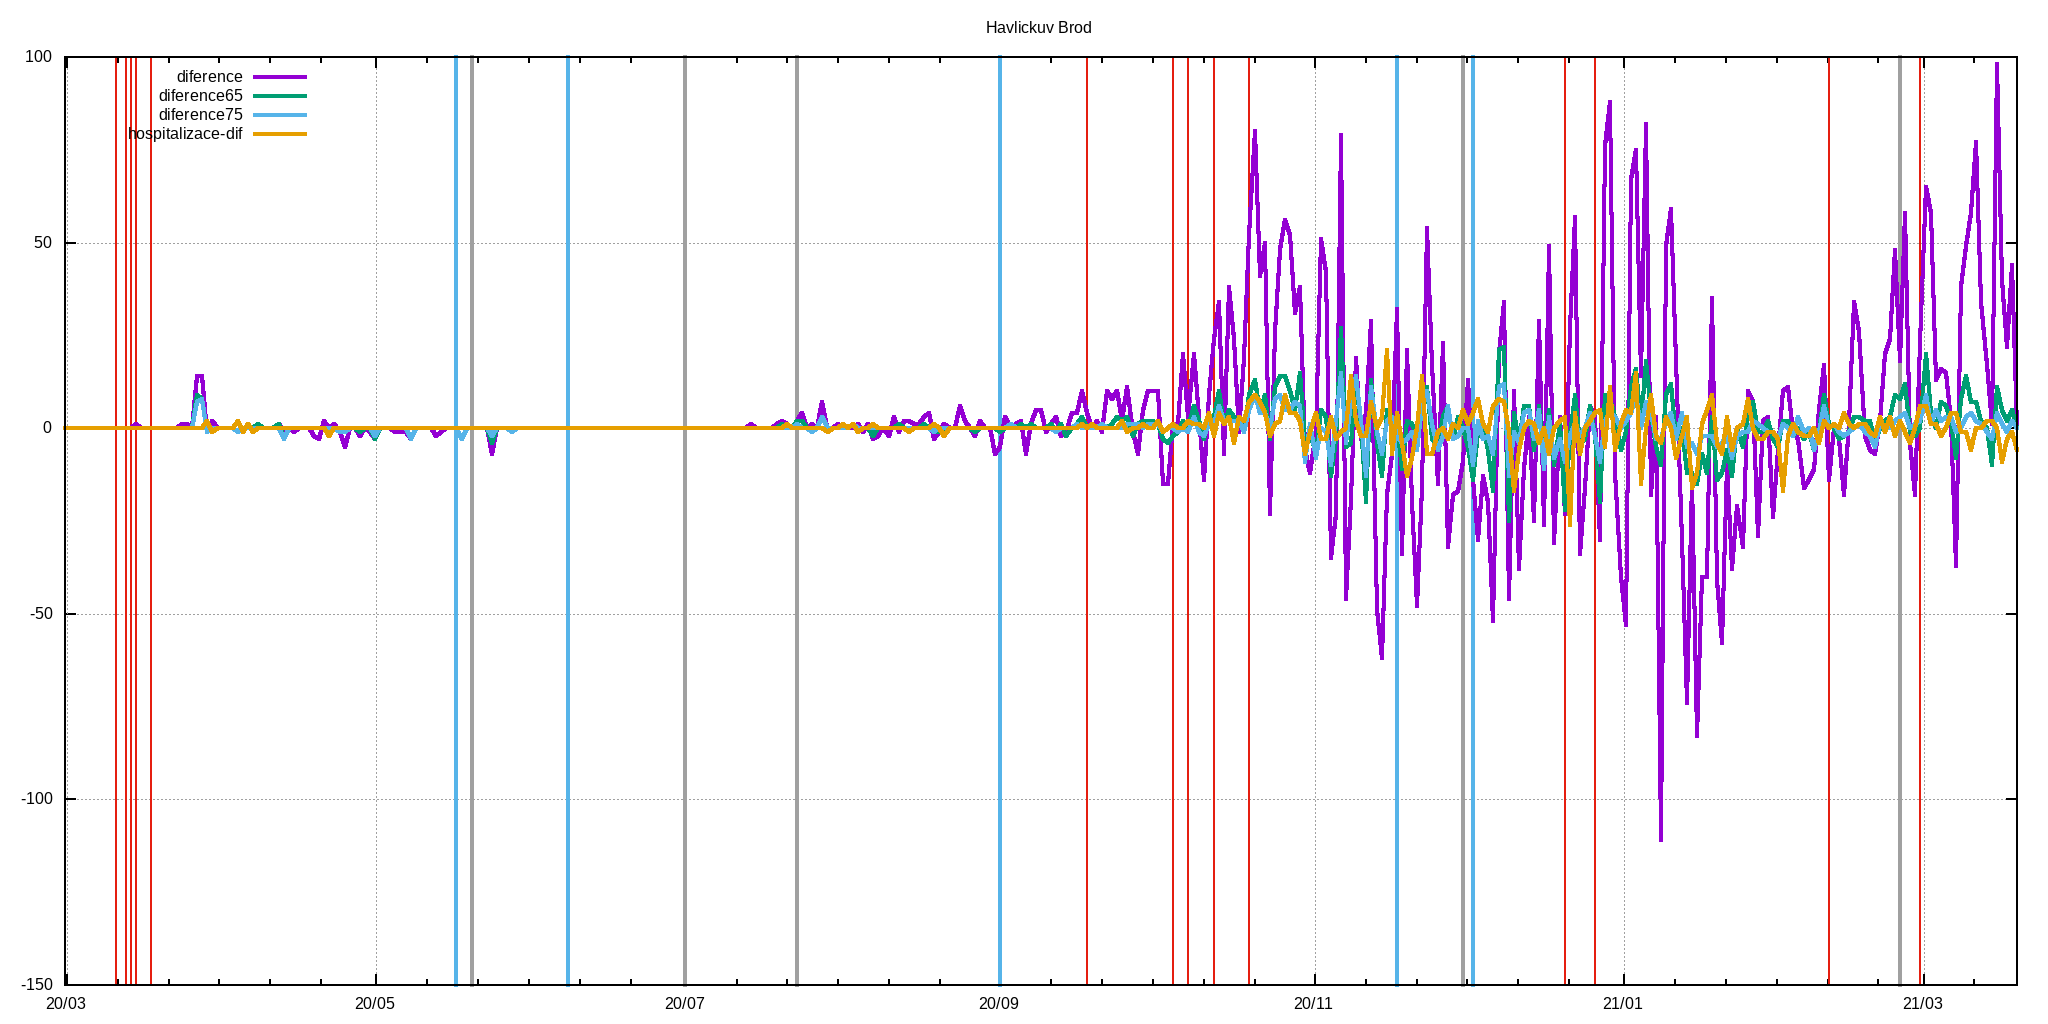 Havlickuv Brod
100
50
0
-50
-100
-150
diference
diference65
diference75
hospitalizace-dif
20/03 20/05 20/07 20/09 20/11 21/01 21/03